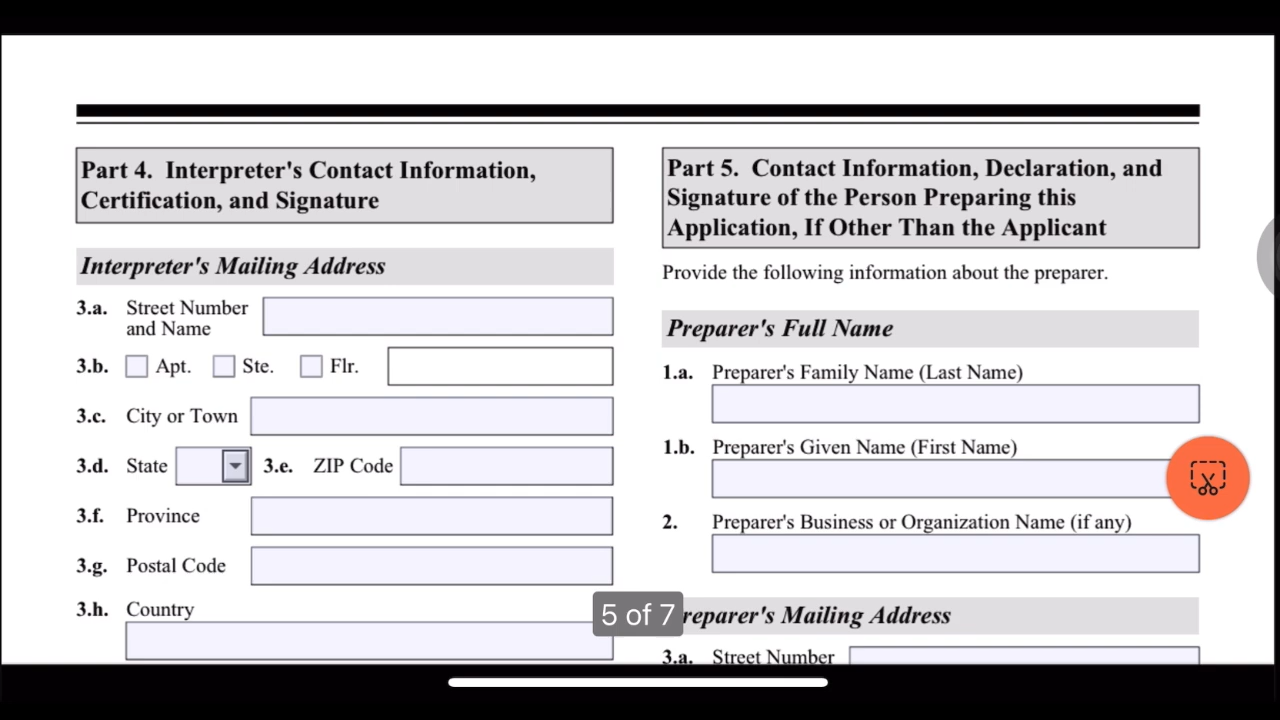 Part 4. Interpreter's Contact Information,
Certification, and Signature
Interpreter's Mailing Address
3.a. Street Number
and Name
3.b. Apt. Ste. Flr.
3.c. City or Town
3.d. State 3.e. ZIP Code
3.f. Province
3.g. Postal Code
3.h. Country
Part 5. Contact Information, Declaration, and
Signature of the Person Preparing this
Application, If Other Than the Applicant
Provide the following information about the preparer.
Preparer's Full Name
1.a. Preparer's Family Name (Last Name)
1.b. Preparer's Given Name (First Name)
2. Preparer's Business or Organization Name (if any)
reparer's Mailing Address
3.a. Street Number
5 of 7